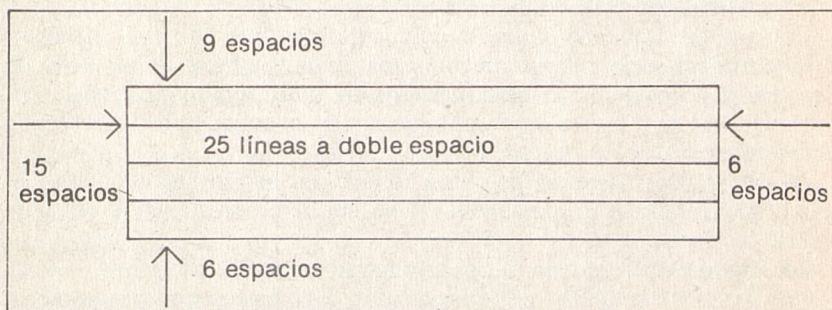 9 espacios
25 líneas a doble espacio
15
espacios
6
espacios
6 espacios